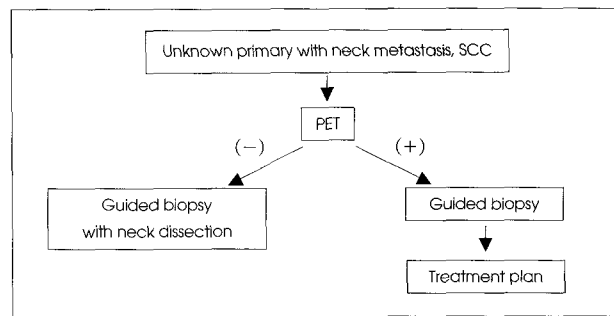 Unknown primary with neck metastasis, SCC
PET
(−)
(+)
Guided biopsy
with neck dissection
Guided biopsy
Treatment plan